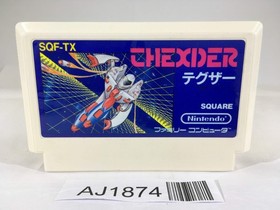 SQF-TX
THEXDER
テグザー
SQUARE
Nintendo
ファミリー コンピュータ
AJ1874